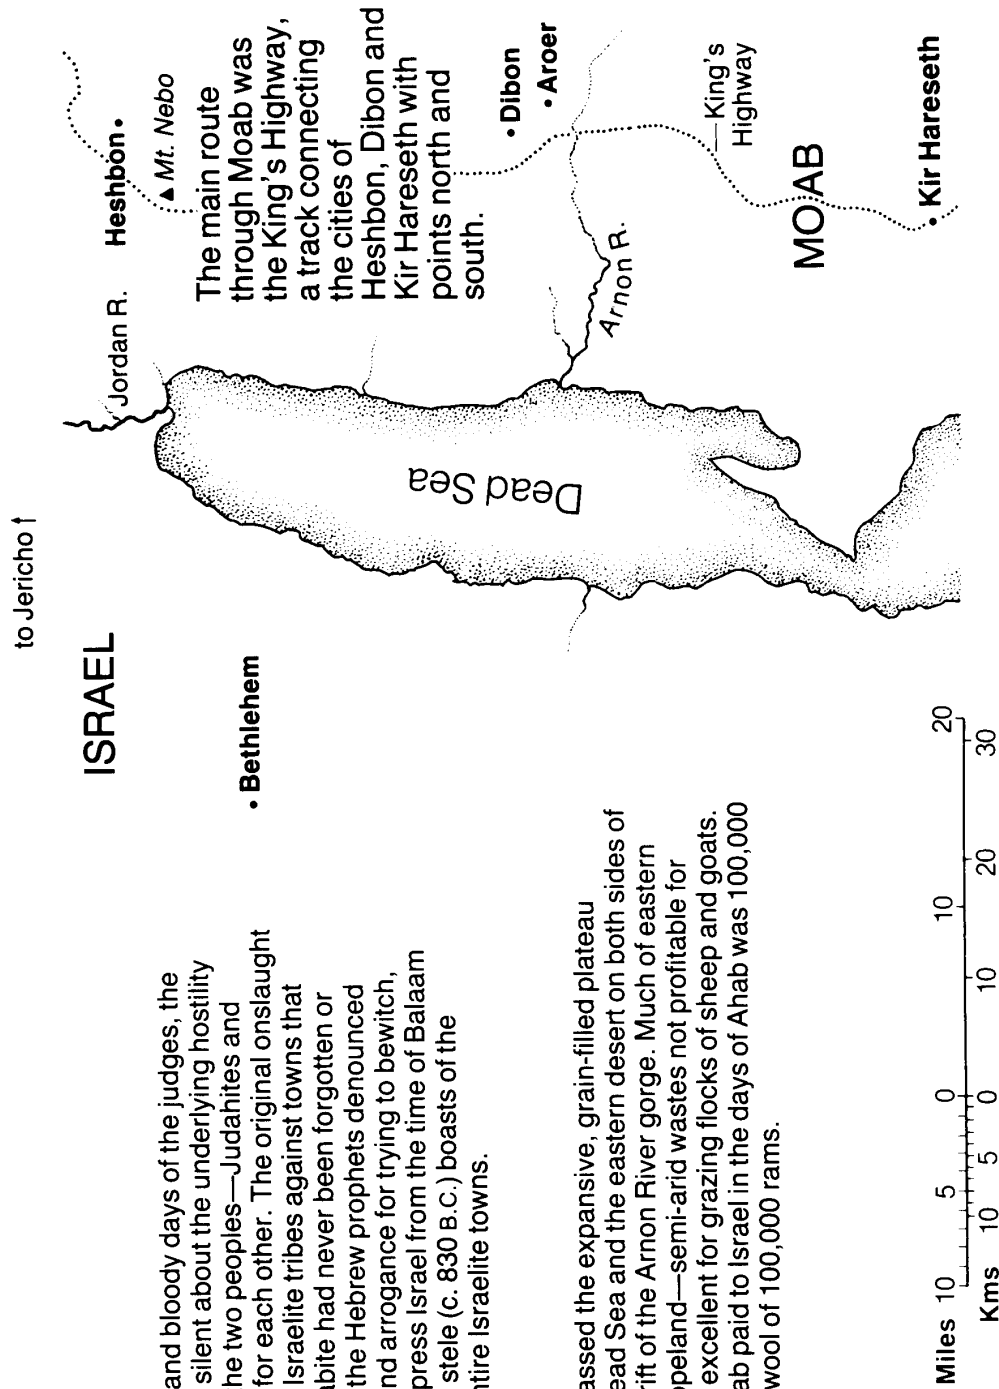 to Jericho ↑
ISRAEL
Jordan R.
Heshbon
Mt. Nebo
Bethlehem
The main route
through Moab was
the King's Highway,
a track connecting
the cities of
Heshbon, Dibon and
Kir Hareseth with
points north and
south.
Dibon
Aroer
Dead Sea
Arnon R.
—King's
Highway
MOAB
Kir Hareseth
and bloody days of the judges, the
silent about the underlying hostility
he two peoples—Judahites and
for each other. The original onslaught
Israelite tribes against towns that
bite had never been forgotten or
the Hebrew prophets denounced
nd arrogance for trying to bewitch,
press Israel from the time of Balaam
stele (c. 830 B.C.) boasts of the
ntire Israelite towns.
assed the expansive, grain-filled plateau
ead Sea and the eastern desert on both sides of
rift of the Arnon River gorge. Much of eastern
peland—semi-arid wastes not profitable for
excellent for grazing flocks of sheep and goats.
ab paid to Israel in the days of Ahab was 100,000
wool of 100,000 rams.
Miles 10 5 0 10 20
Kms 10 5 0 10 20 30